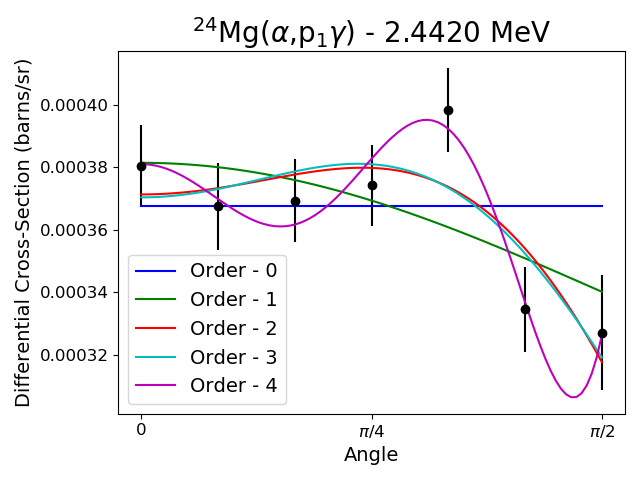 ²⁴Mg(α,p₁γ) - 2.4420 MeV
Differential Cross-Section (barns/sr)
0.00040
0.00038
0.00036
0.00034
0.00032
Order - 0
Order - 1
Order - 2
Order - 3
Order - 4
0
π/4
π/2
Angle